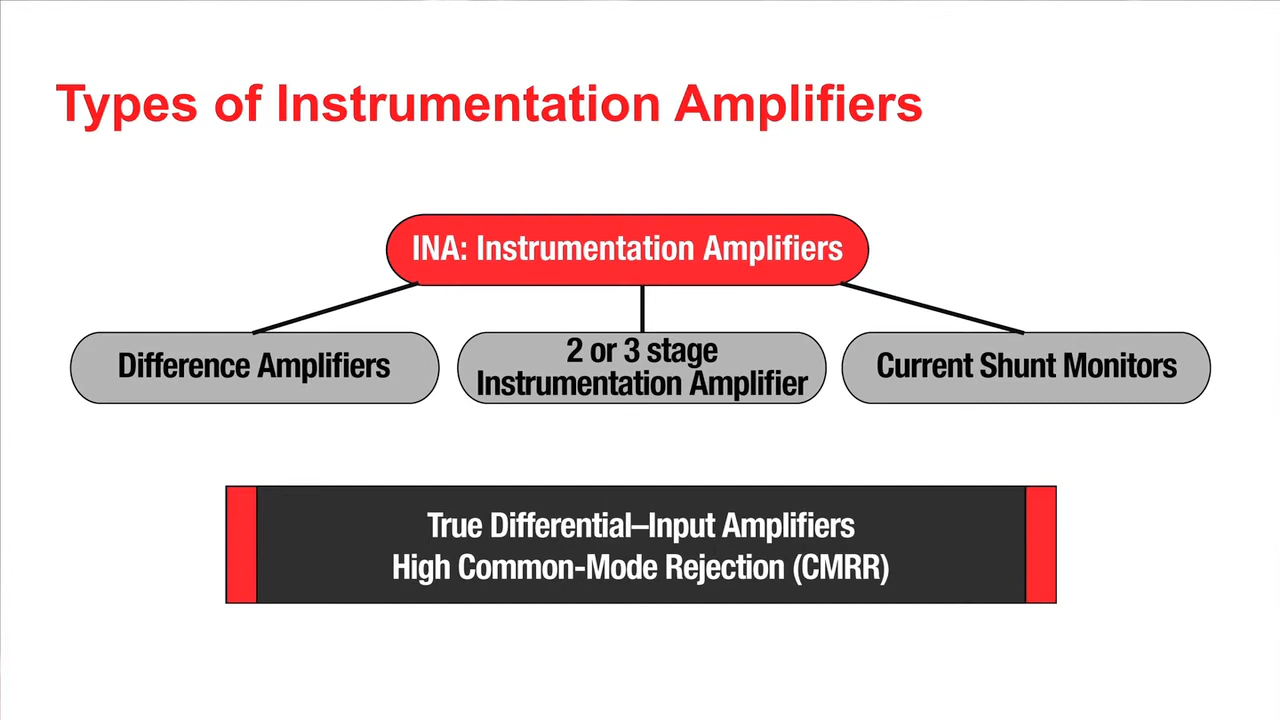 Types of Instrumentation Amplifiers
INA: Instrumentation Amplifiers
Difference Amplifiers
2 or 3 stage
Instrumentation Amplifier
Current Shunt Monitors
True Differential–Input Amplifiers
High Common-Mode Rejection (CMRR)